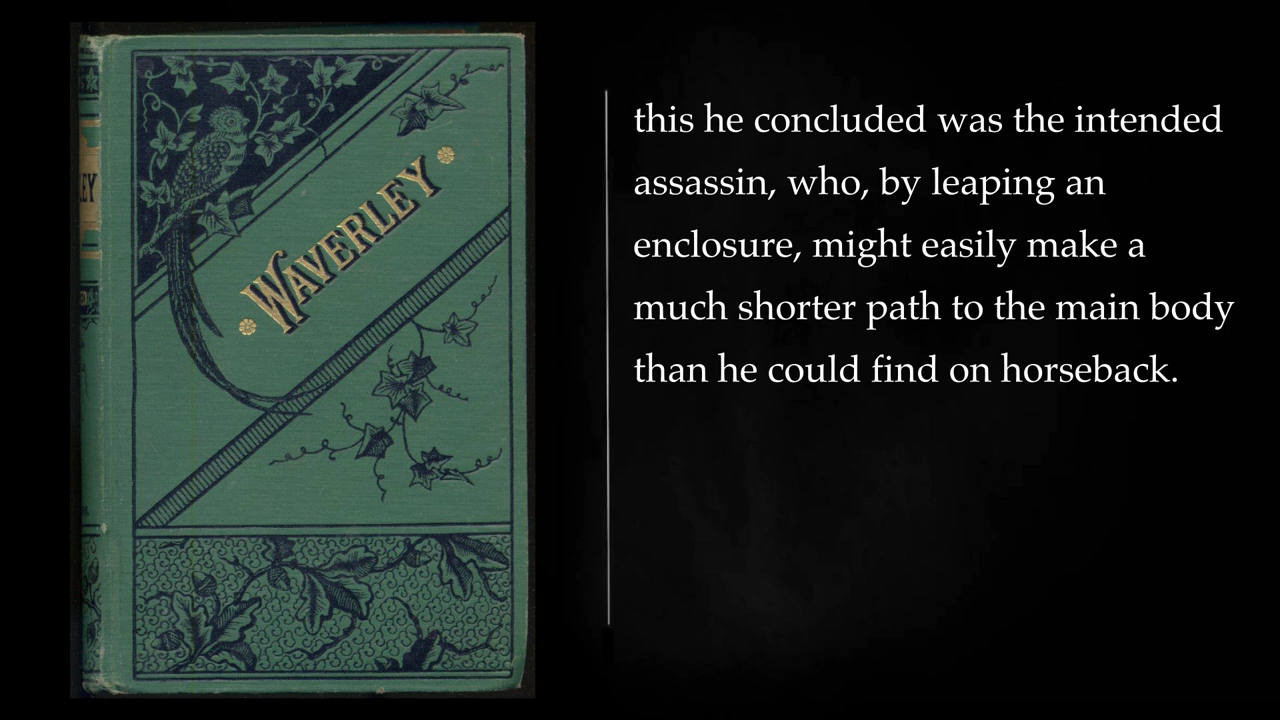 WAVERLEY
EY
this he concluded was the intended
assassin, who, by leaping an
enclosure, might easily make a
much shorter path to the main body
than he could find on horseback.